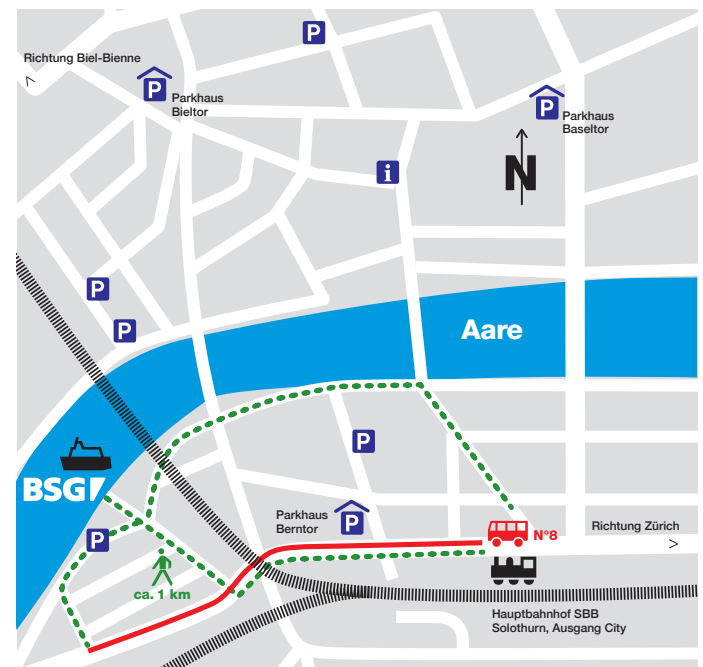 P
Richtung Biel-Bienne
<
P
Parkhaus
Bieltor
P
Parkhaus
Baseltor
N
i
P
P
Aare
P
BSG
Parkhaus
Berntor
P
P
N°8
Richtung Zürich
>
ca. 1 km
Hauptbahnhof SBB
Solothurn, Ausgang City